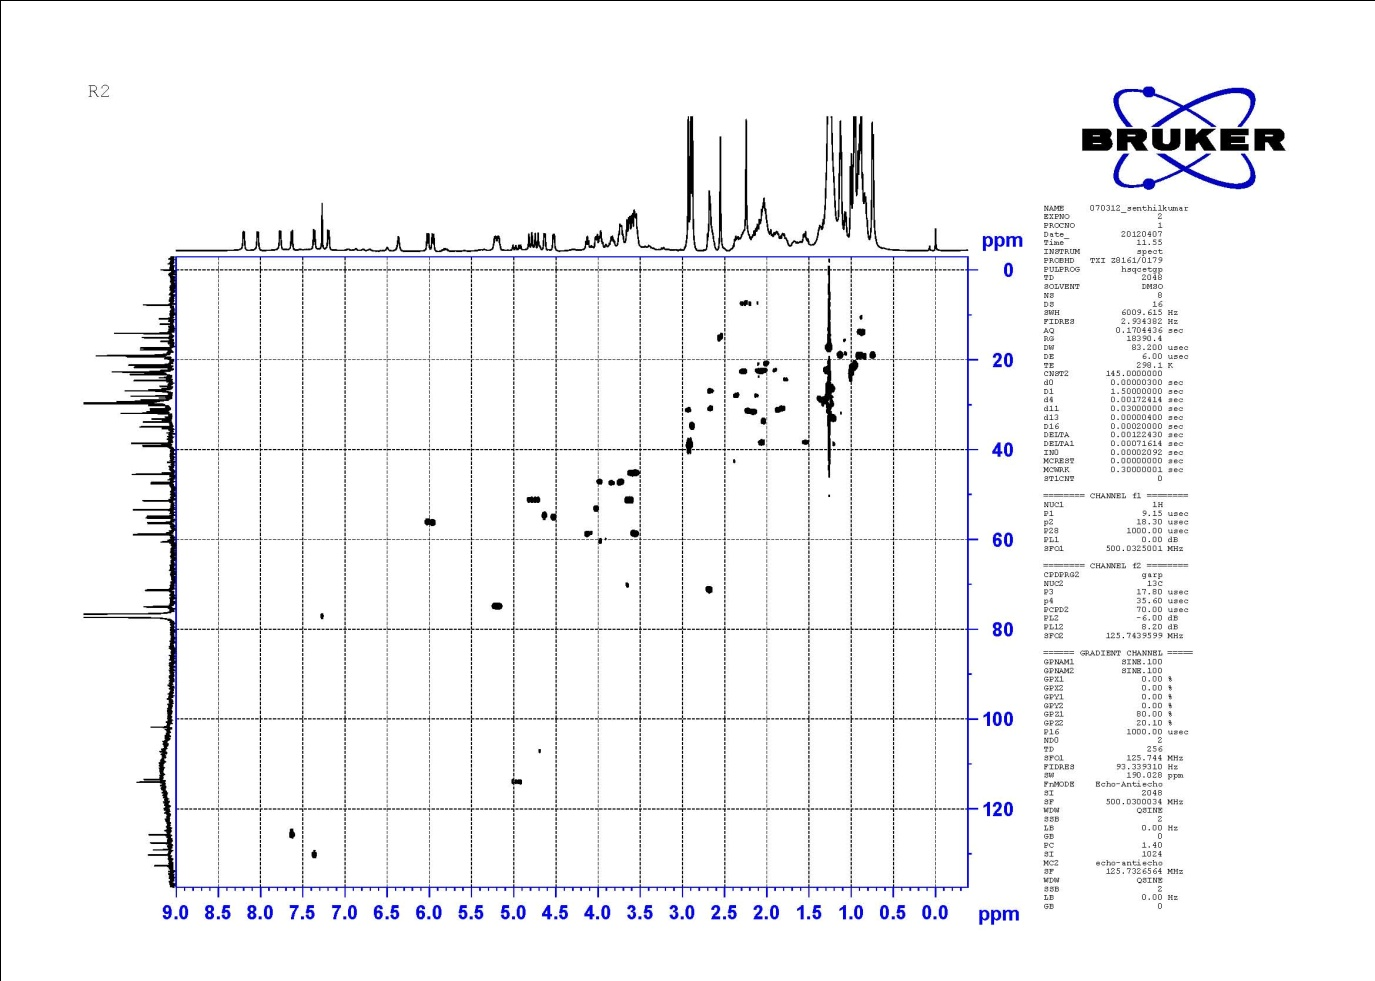 R2
BRUKER
ppm
0
20
40
60
80
100
120
9.0 8.5 8.0 7.5 7.0 6.5 6.0 5.5 5.0 4.5 4.0 3.5 3.0 2.5 2.0 1.5 1.0 0.5 0.0 ppm
NAME 070312_senthilkumar
EXPNO 2
PROCNO 1
Date_ 20120407
Time 11.55
INSTRUM spect
PROBHD TXI Z8161/0179
PULPROG hsqcetgp
TD 2048
SOLVENT DMSO
NS 8
DS 16
SWH 6009.615 Hz
FIDRES 2.934382 Hz
AQ 0.1704436 sec
RG 18390.4
DW 83.200 usec
DE 6.00 usec
TE 298.1 K
CNST2 145.0000000
d0 0.00000300 sec
D1 1.50000000 sec
d4 0.00172414 sec
d11 0.03000000 sec
d13 0.00000400 sec
D16 0.00020000 sec
DELTA 0.00122430 sec
DELTA1 0.00071614 sec
IN0 0.00002092 sec
MCREST 0.00000000 sec
MCWRK 0.30000001 sec
ST1CNT 0
======== CHANNEL f1 ========
NUC1 1H
P1 9.15 usec
p2 18.30 usec
P28 1000.00 usec
PL1 0.00 dB
SFO1 500.0325001 MHz
======== CHANNEL f2 ========
CPDPRG2 garp
NUC2 13C
P3 17.80 usec
p4 35.60 usec
PCPD2 70.00 usec
PL2 -6.00 dB
PL12 8.20 dB
SFO2 125.7439599 MHz
====== GRADIENT CHANNEL =====
GPNAM1 SINE.100
GPNAM2 SINE.100
GPX1 0.00 %
GPX2 0.00 %
GPY1 0.00 %
GPY2 0.00 %
GPZ1 80.00 %
GPZ2 20.10 %
P16 1000.00 usec
ND0 2
TD 256
SFO1 125.744 MHz
FIDRES 93.339310 Hz
SW 190.028 ppm
FnMODE Echo-Antiecho
SI 2048
SF 500.0300034 MHz
WDW QSINE
SSB 2
LB 0.00 Hz
GB 0
PC 1.40
SI 1024
MC2 echo-antiecho
SF 125.7326564 MHz
WDW QSINE
SSB 2
LB 0.00 Hz
GB 0